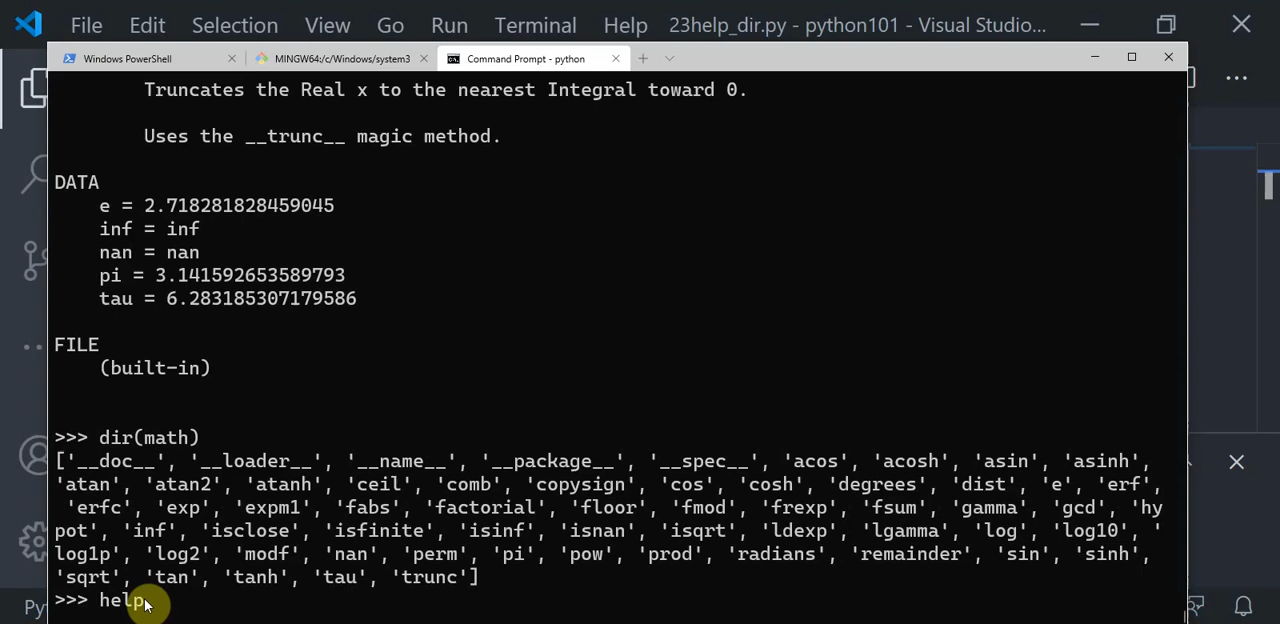 File Edit Selection View Go Run Terminal Help 23help_dir.py - python101 - Visual Studio...
Windows PowerShell MINGW64:/c/Windows/system3 Command Prompt - python
Truncates the Real x to the nearest Integral toward 0.
Uses the __trunc__ magic method.
DATA
e = 2.718281828459045
inf = inf
nan = nan
pi = 3.141592653589793
tau = 6.283185307179586
FILE
(built-in)
>>> dir(math)
['__doc__', '__loader__', '__name__', '__package__', '__spec__', 'acos', 'acosh', 'asin', 'asinh',
'atan', 'atan2', 'atanh', 'ceil', 'comb', 'copysign', 'cos', 'cosh', 'degrees', 'dist', 'e', 'erf',
'erfc', 'exp', 'expm1', 'fabs', 'factorial', 'floor', 'fmod', 'frexp', 'fsum', 'gamma', 'gcd', 'hy
pot', 'inf', 'isclose', 'isfinite', 'isinf', 'isnan', 'isqrt', 'ldexp', 'lgamma', 'log', 'log10', '
log1p', 'log2', 'modf', 'nan', 'perm', 'pi', 'pow', 'prod', 'radians', 'remainder', 'sin', 'sinh',
'sqrt', 'tan', 'tanh', 'tau', 'trunc']
>>> help
Py